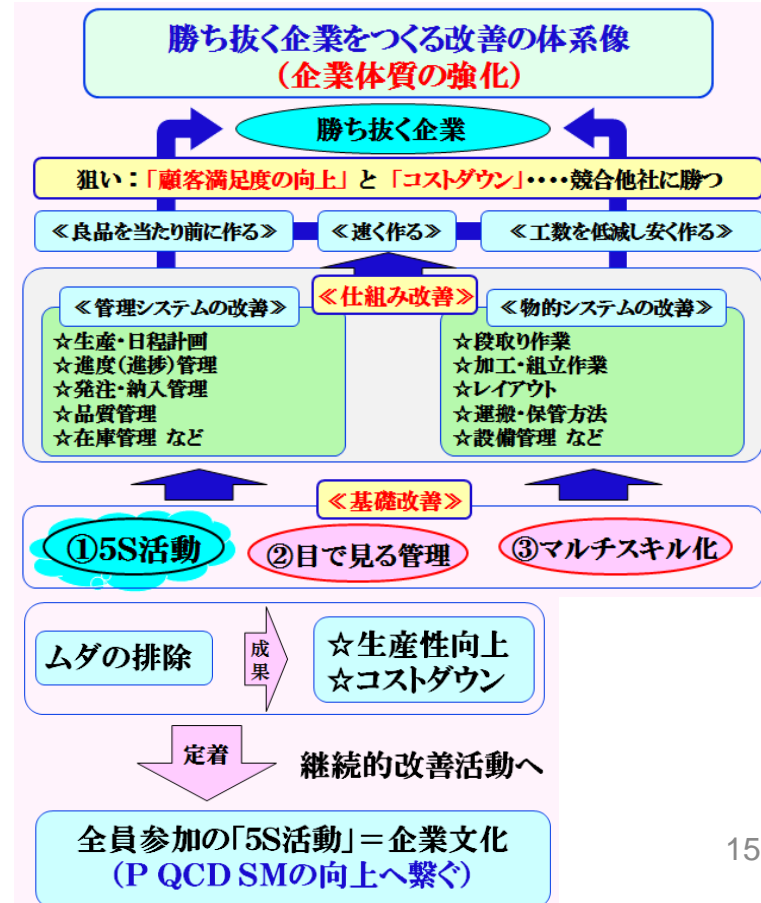 勝ち抜く企業をつくる改善の体系像
（企業体質の強化）
勝ち抜く企業
狙い：「顧客満足度の向上」と「コストダウン」‥‥競合他社に勝つ
≪良品を当たり前に作る≫
≪速く作る≫
≪工数を低減し安く作る≫
≪仕組み改善≫
≪管理システムの改善≫
☆生産・日程計画
☆進度（進捗）管理
☆発注・納入管理
☆品質管理
☆在庫管理 など
≪物的システムの改善≫
☆段取り作業
☆加工・組立作業
☆レイアウト
☆運搬・保管方法
☆設備管理 など
≪基礎改善≫
①5S活動
②目で見る管理
③マルチスキル化
ムダの排除
成果
☆生産性向上
☆コストダウン
定着
継続的改善活動へ
全員参加の「5S活動」＝企業文化
（P QCD SMの向上へ繋ぐ）
15